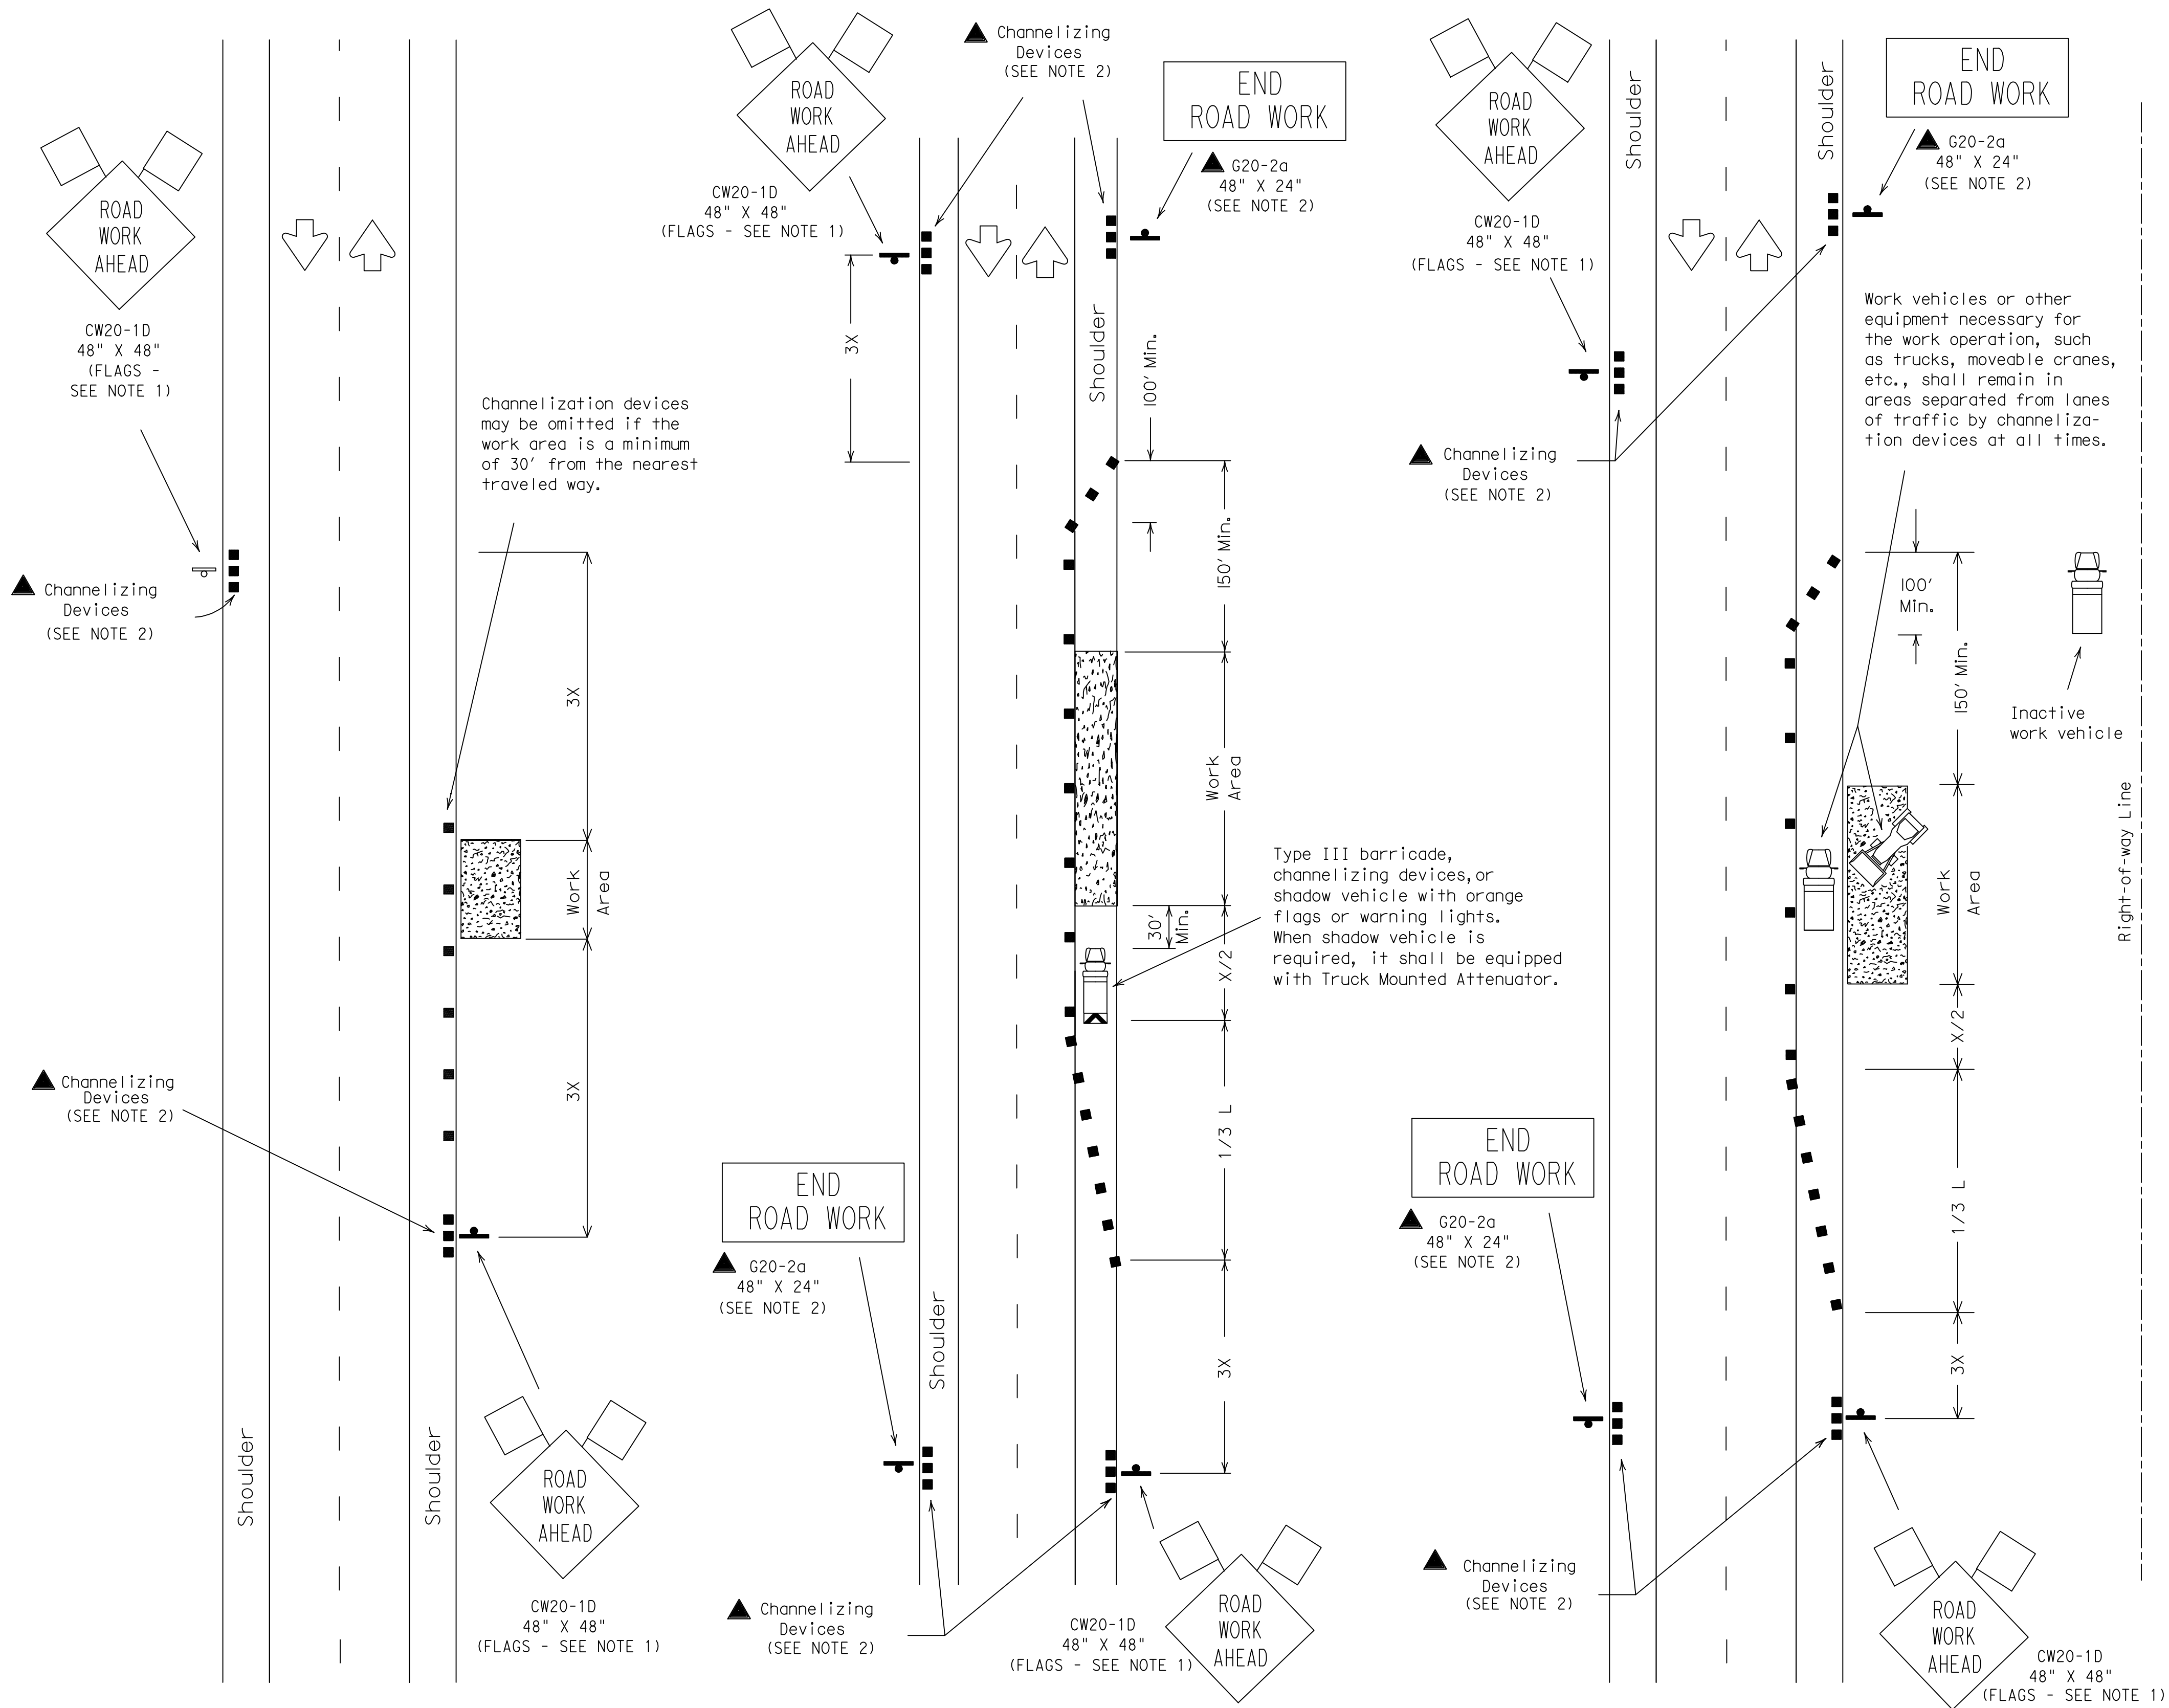 ROAD
WORK
AHEAD
CW20-1D
48" X 48"
(FLAGS -
SEE NOTE 1)
Channelizing
Devices
(SEE NOTE 2)
Channelization devices
may be omitted if the
work area is a minimum
of 30' from the nearest
traveled way.
3X
Work
Area
3X
Channelizing
Devices
(SEE NOTE 2)
Shoulder
Shoulder
ROAD
WORK
AHEAD
CW20-1D
48" X 48"
(FLAGS - SEE NOTE 1)
ROAD
WORK
AHEAD
CW20-1D
48" X 48"
(FLAGS - SEE NOTE 1)
Channelizing
Devices
(SEE NOTE 2)
END
ROAD WORK
G20-2a
48" X 24"
(SEE NOTE 2)
3X
Shoulder
100' Min.
150' Min.
Work
Area
30'
Min.
X/2
Type III barricade,
channelizing devices,or
shadow vehicle with orange
flags or warning lights.
When shadow vehicle is
required, it shall be equipped
with Truck Mounted Attenuator.
1/3 L
3X
END
ROAD WORK
G20-2a
48" X 24"
(SEE NOTE 2)
Shoulder
Channelizing
Devices
(SEE NOTE 2)
CW20-1D
48" X 48"
(FLAGS - SEE NOTE 1)
ROAD
WORK
AHEAD
ROAD
WORK
AHEAD
CW20-1D
48" X 48"
(FLAGS - SEE NOTE 1)
Shoulder
Shoulder
END
ROAD WORK
G20-2a
48" X 24"
(SEE NOTE 2)
Work vehicles or other
equipment necessary for
the work operation, such
as trucks, moveable cranes,
etc., shall remain in
areas separated from lanes
of traffic by channeliza-
tion devices at all times.
Channelizing
Devices
(SEE NOTE 2)
100'
Min.
150' Min.
Inactive
work vehicle
Right-of-way Line
Work
Area
X/2
1/3 L
3X
END
ROAD WORK
G20-2a
48" X 24"
(SEE NOTE 2)
Channelizing
Devices
(SEE NOTE 2)
ROAD
WORK
AHEAD
CW20-1D
48" X 48"
(FLAGS - SEE NOTE 1)